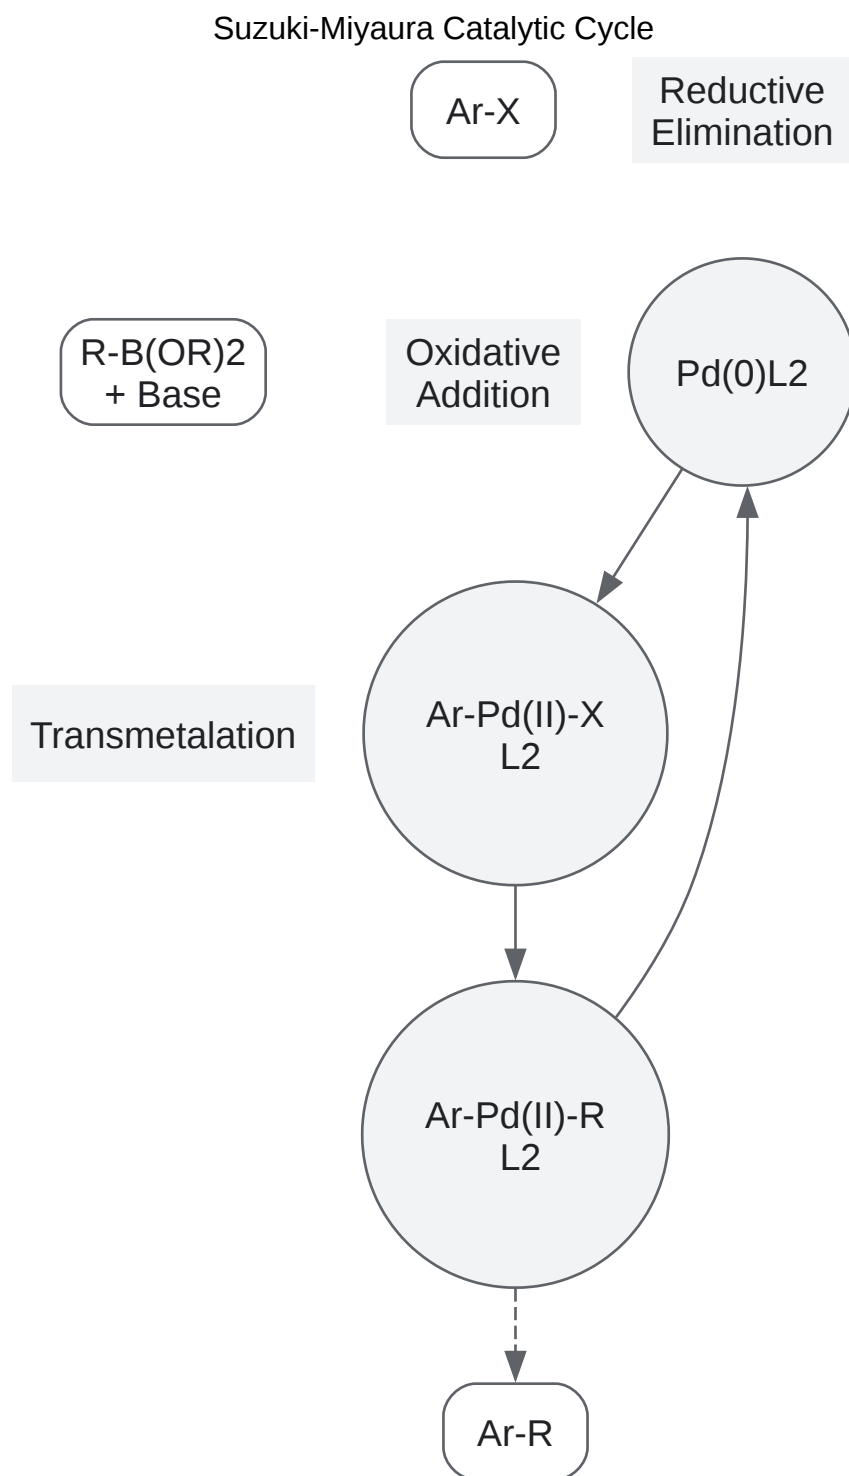 Suzuki-Miyaura Catalytic Cycle
Ar-X
Reductive
Elimination
R-B(OR)2
+ Base
Oxidative
Addition
Pd(0)L2
Transmetalation
Ar-Pd(II)-X
L2
Ar-Pd(II)-R
L2
Ar-R